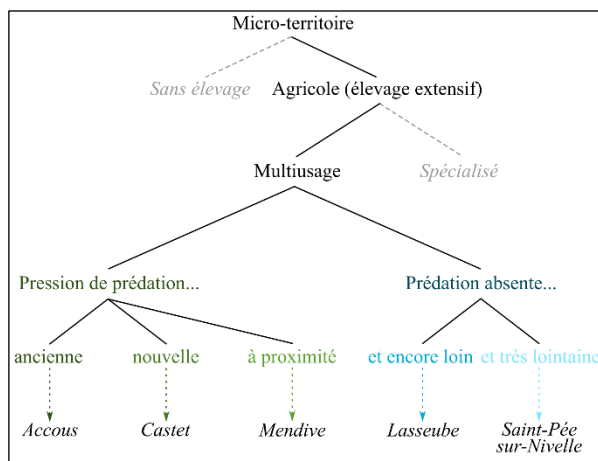 Micro-territoire
Sans élevage
Agricole (élevage extensif)
Multiusage
Spécialisé
Pression de prédation...
Prédation absente...
ancienne
nouvelle
à proximité
et encore loin
et très lointaine
Accous
Castet
Mendive
Lasseube
Saint-Pée
sur-Nivelle